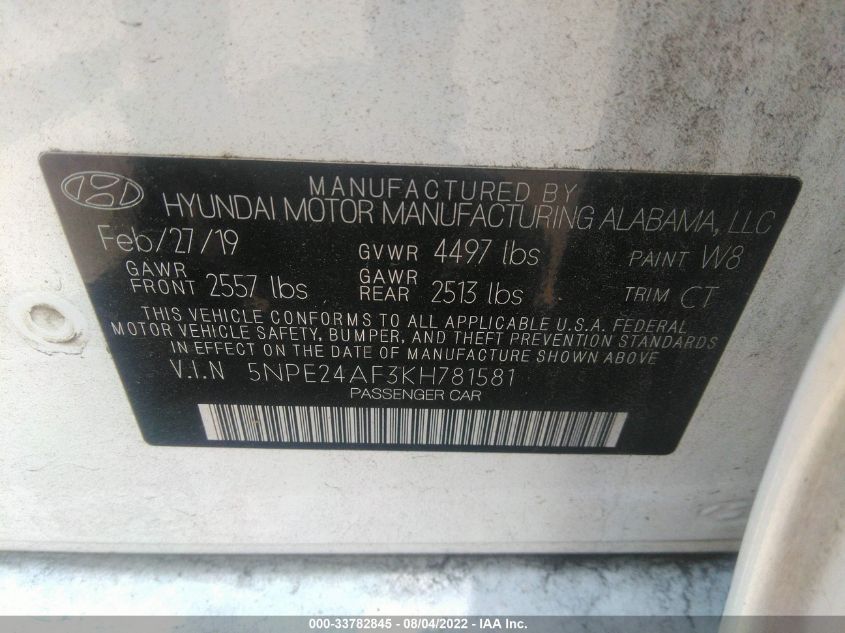 MANUFACTURED BY
HYUNDAI MOTOR MANUFACTURING ALABAMA, LLC
Feb/27/19 GVWR 4497 lbs PAINT W8
GAWR FRONT 2557 lbs GAWR REAR 2513 lbs TRIM CT
THIS VEHICLE CONFORMS TO ALL APPLICABLE U.S.A. FEDERAL
MOTOR VEHICLE SAFETY, BUMPER, AND THEFT PREVENTION STANDARDS
IN EFFECT ON THE DATE OF MANUFACTURE SHOWN ABOVE.
V.I.N 5NPE24AF3KH781581
PASSENGER CAR
000-33782845 - 08/04/2022 - IAA Inc.